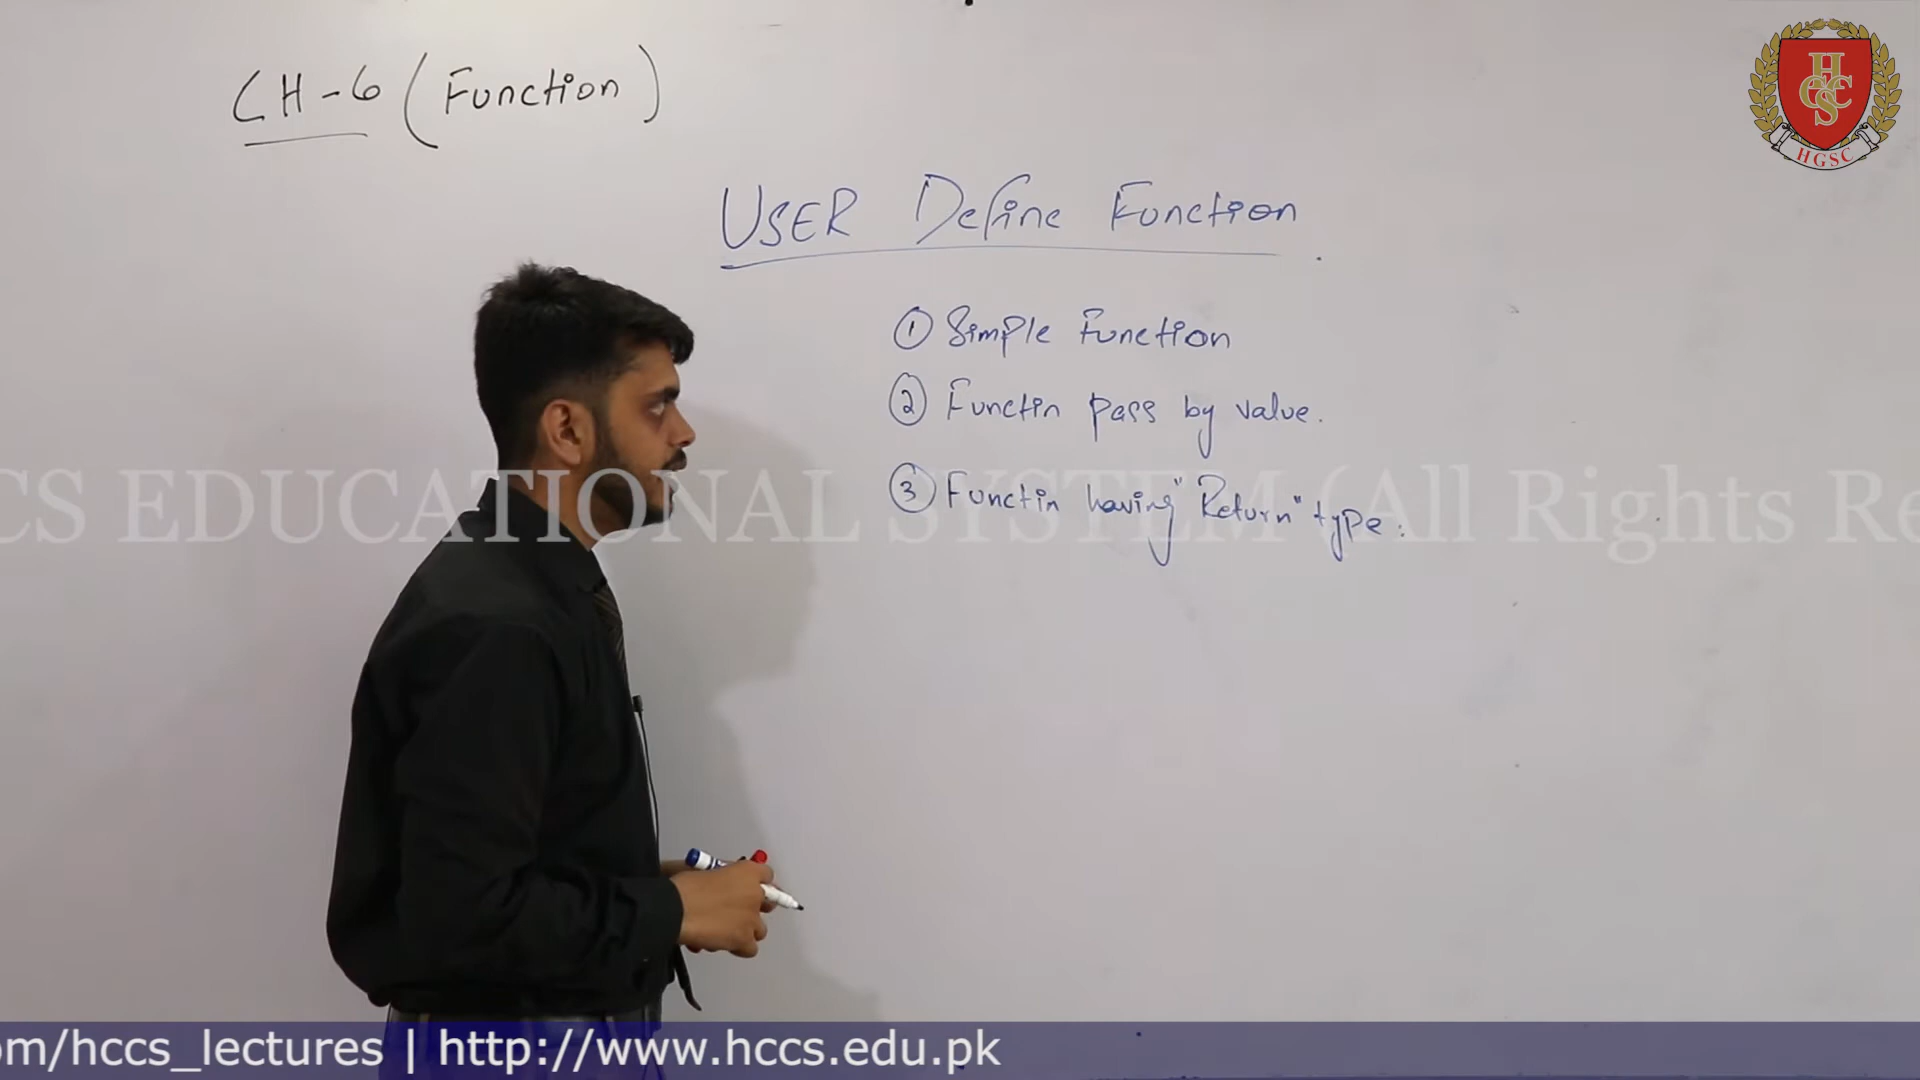 CH-6 (Function)
HCCS
HGSC
USER Define Function
① Simple Function
② Functin pass by value.
③ Functin having "Return" type:
CS EDUCATIONAL SYSTEM (All Rights Re
om/hccs_lectures | http://www.hccs.edu.pk